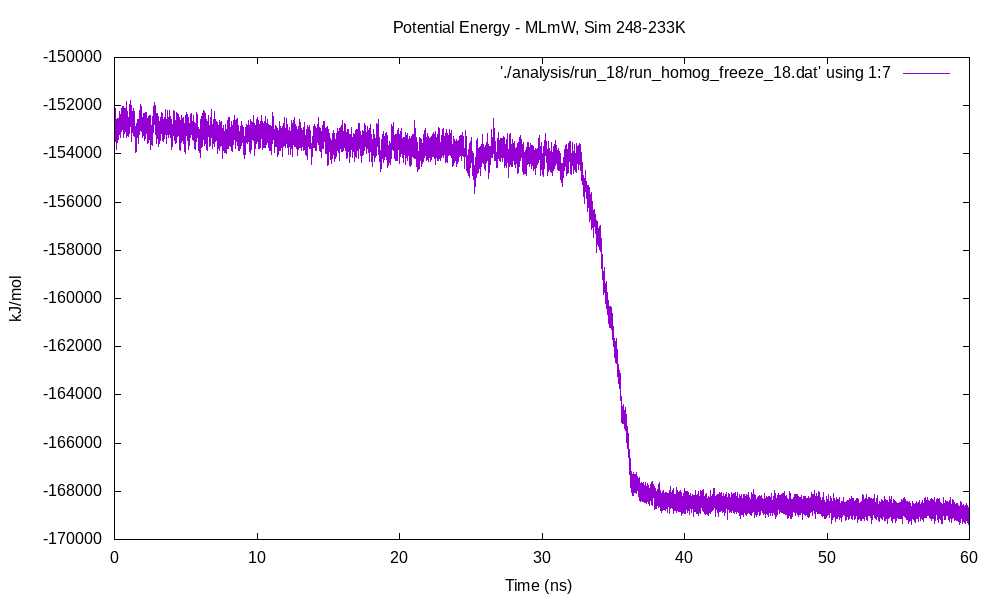 Potential Energy - MLmW, Sim 248-233K
'./analysis/run_18/run_homog_freeze_18.dat' using 1:7
-150000
-152000
-154000
-156000
-158000
-160000
-162000
-164000
-166000
-168000
-170000
kJ/mol
0 10 20 30 40 50 60
Time (ns)